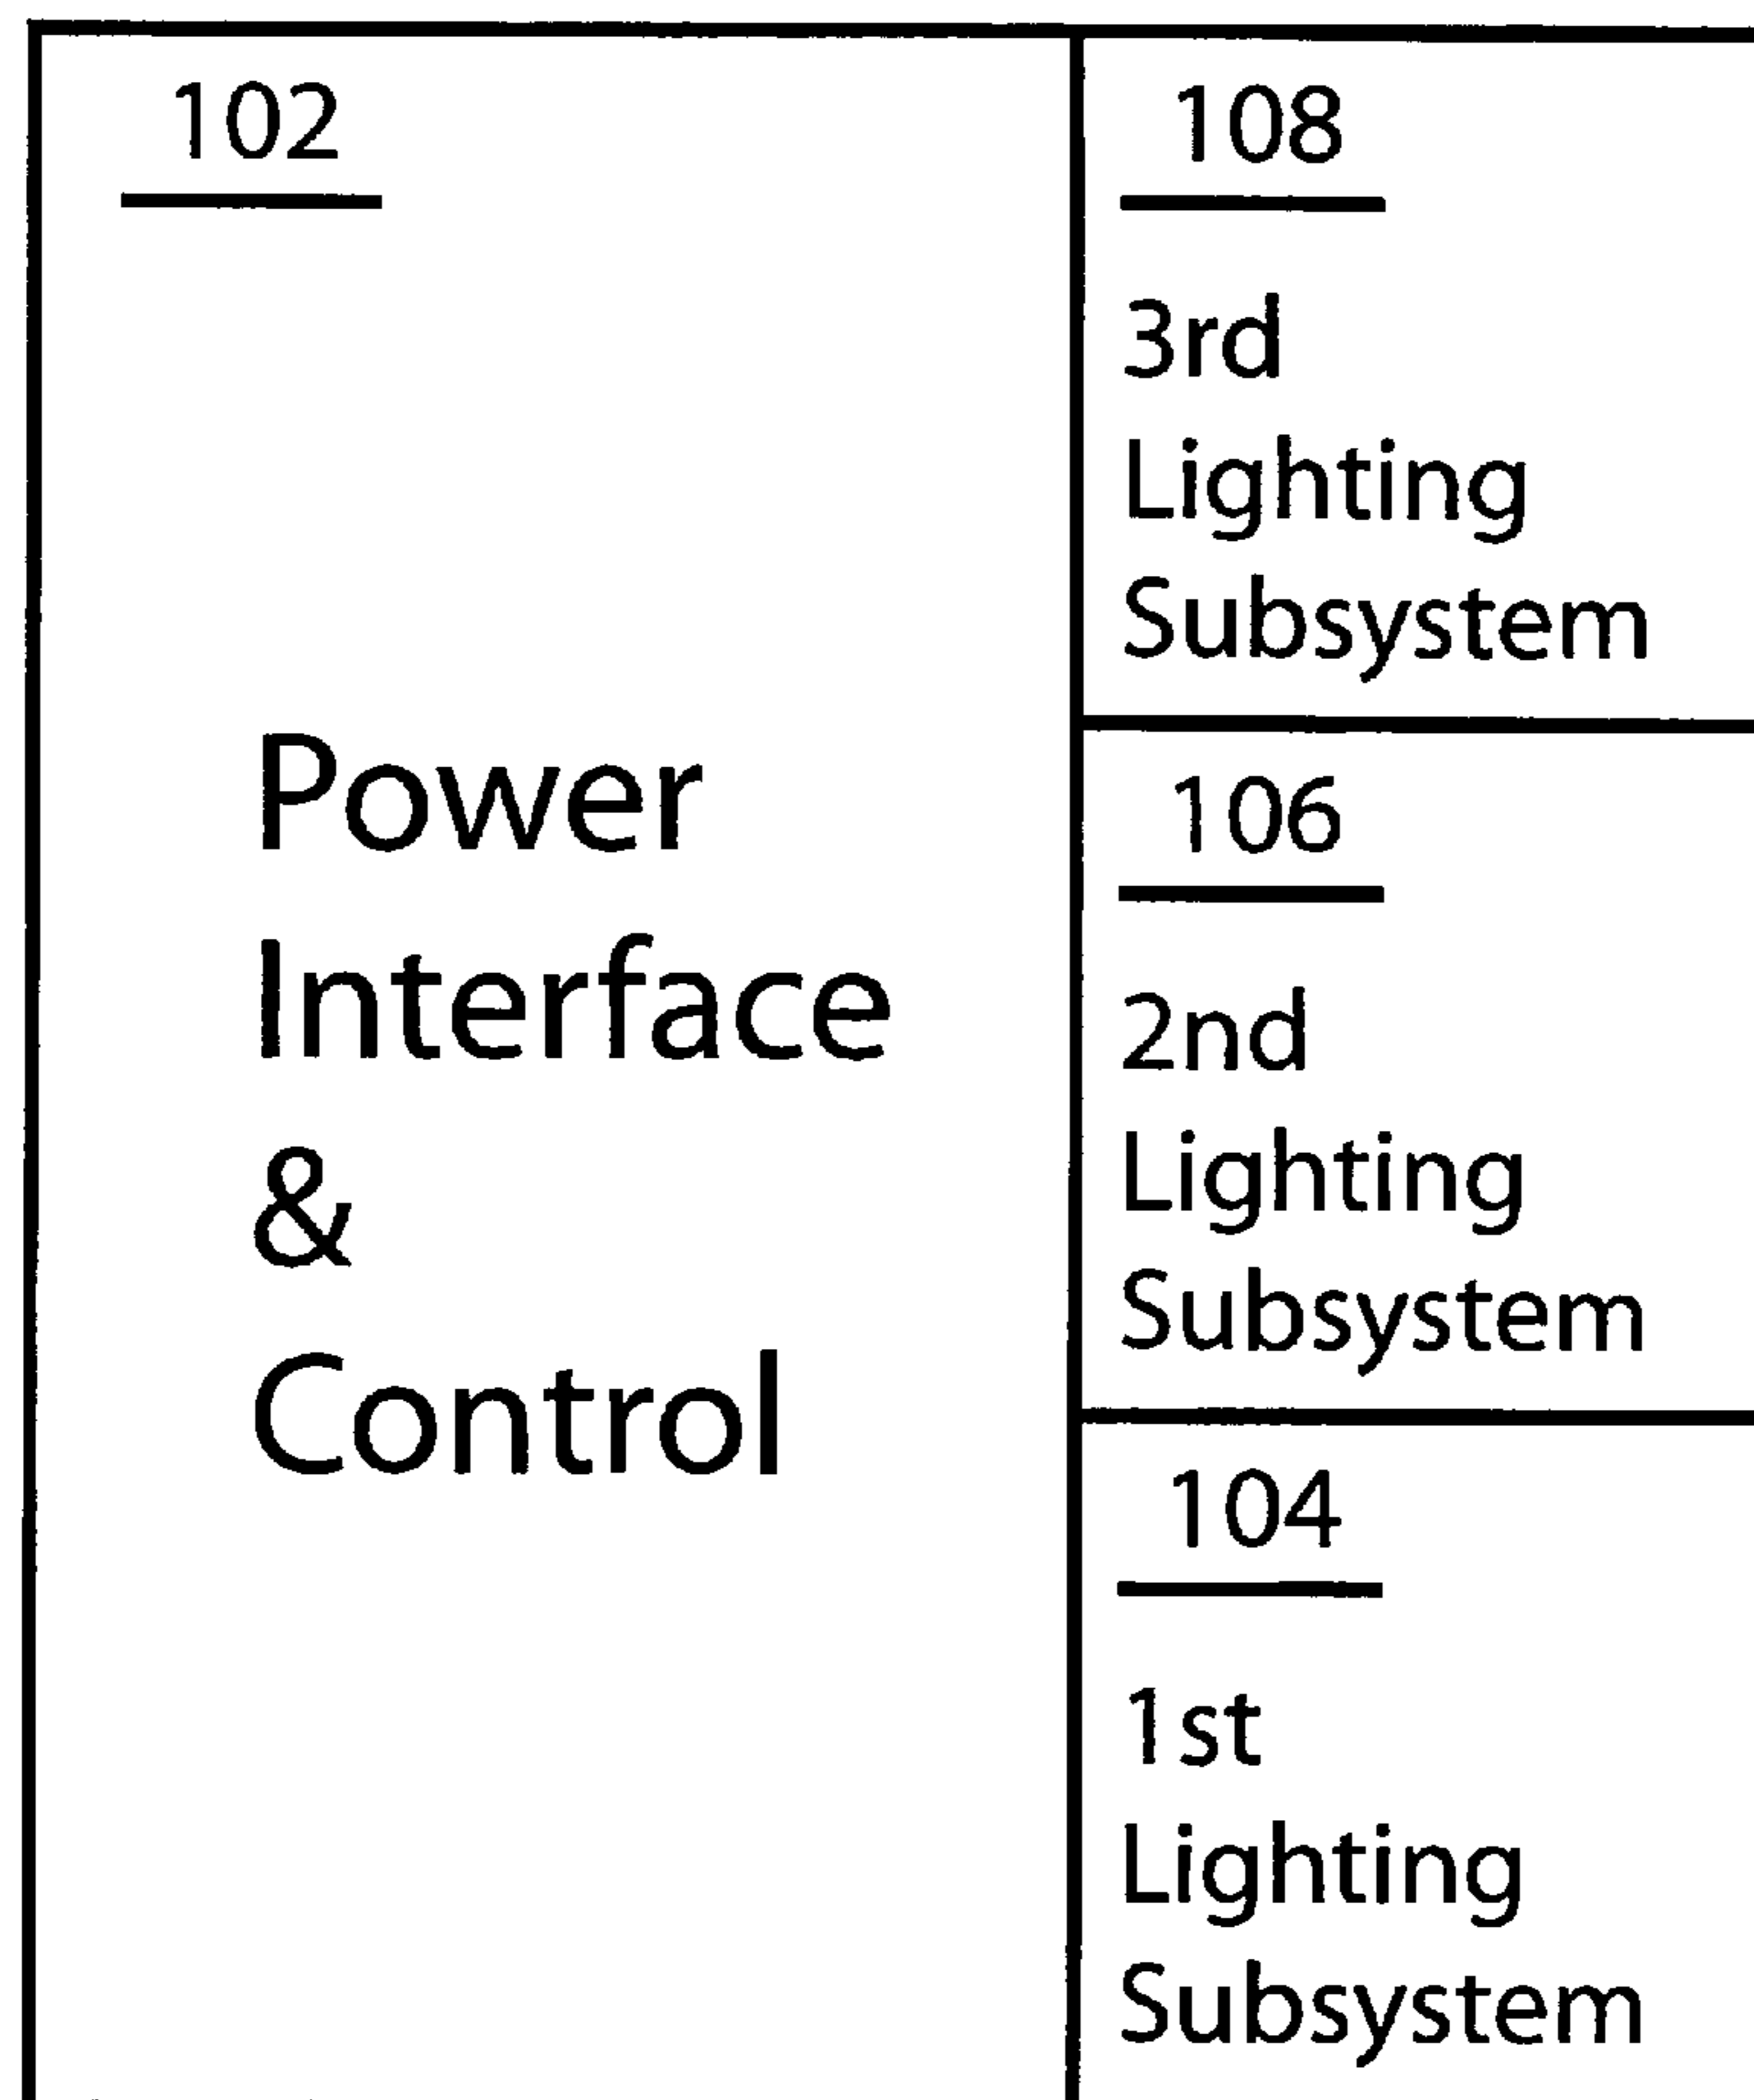 102
Power
Interface
&
Control
108
3rd
Lighting
Subsystem
106
2nd
Lighting
Subsystem
104
1st
Lighting
Subsystem